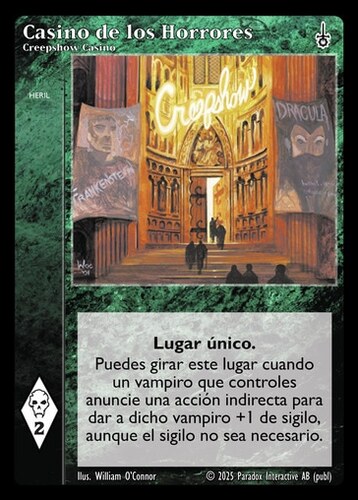 Casino de los Horrores
Creepshow Casino
HERIL
Creepshow
FRANKENSTEIN
DRACULA
Lugar único.
Puedes girar este lugar cuando
un vampiro que controles
anuncie una acción indirecta para
dar a dicho vampiro +1 de sigilo,
aunque el sigilo no sea necesario.
2
Ilus. William O'Connor
© 2025 Paradox Interactive AB (publ)